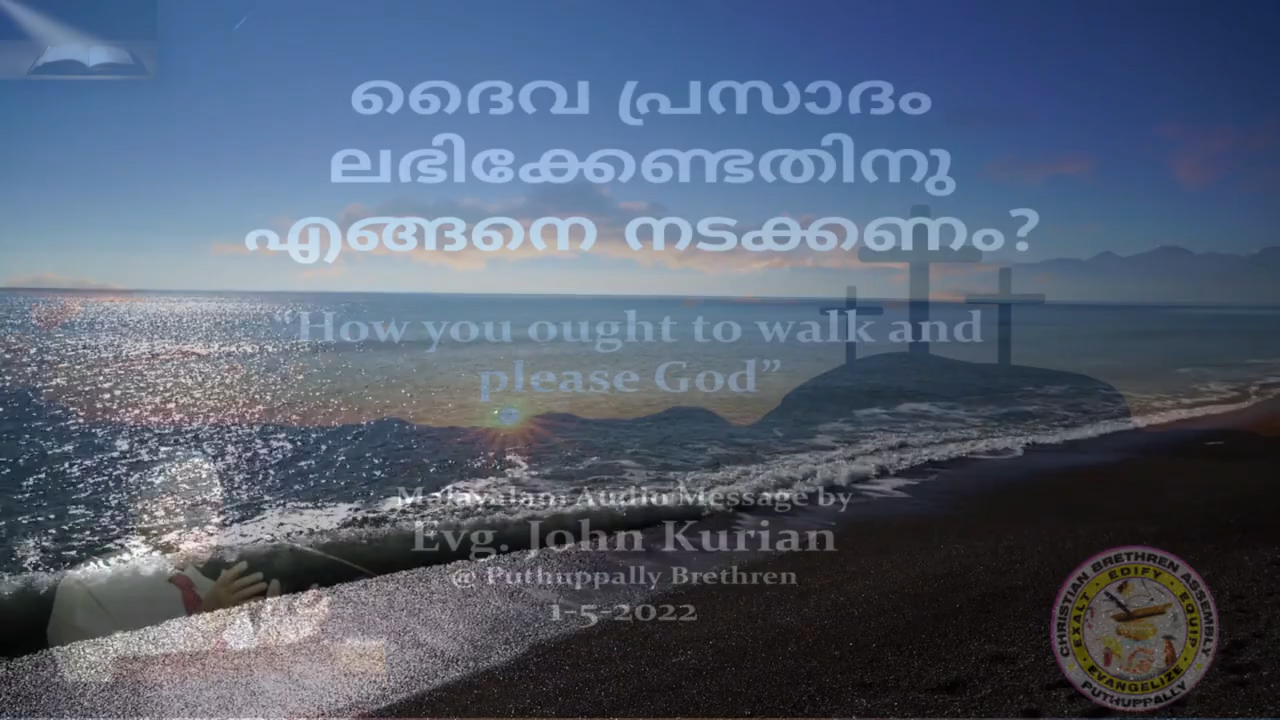 ദൈവ പ്രസാദം
ലഭിക്കേണ്ടതിനു
എങ്ങനെ നടക്കണം?
“How you ought to walk and
please God”
Malayalam Audio Message by
Evg. John Kurian
@ Puthuppally Brethren
1-5-2022
CHRISTIAN BRETHREN ASSEMBLY
EXALT · EDIFY · EQUIP
EVANGELIZE
PUTHUPPALLY